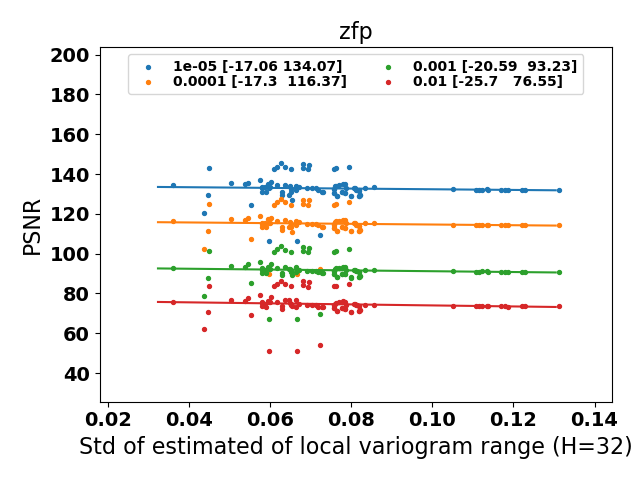 zfp
1e-05 [-17.06 134.07]
0.0001 [-17.3  116.37]
0.001 [-20.59  93.23]
0.01 [-25.7   76.55]
PSNR
200
180
160
140
120
100
80
60
40
0.02 0.04 0.06 0.08 0.10 0.12 0.14
Std of estimated of local variogram range (H=32)